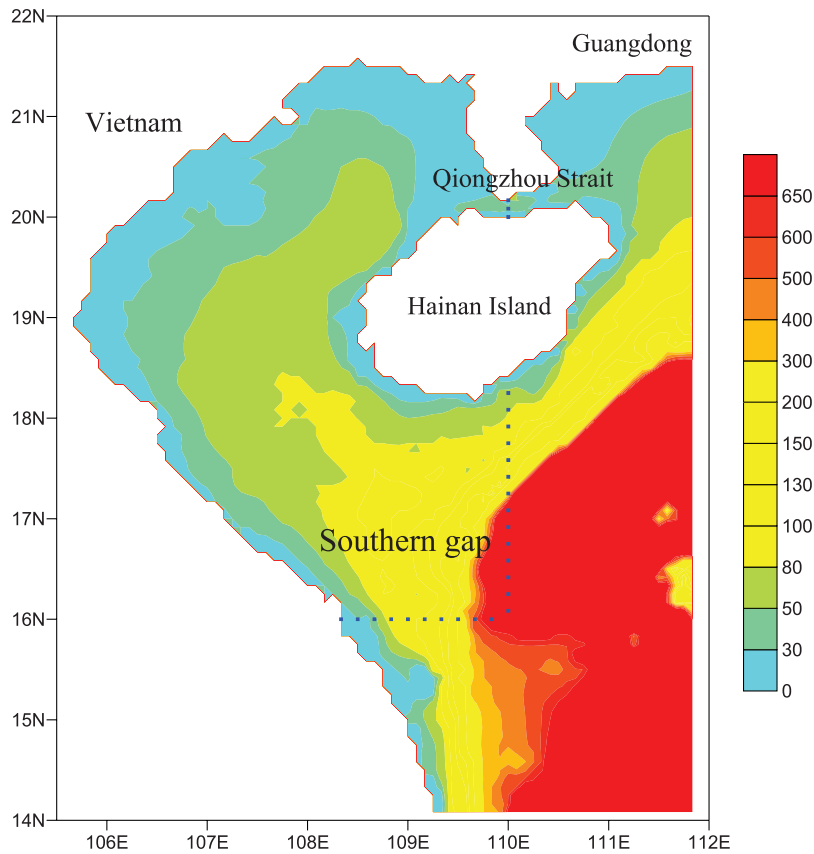 22N
Guangdong
21N
Vietnam
Qiongzhou Strait
20N
Hainan Island
19N
18N
17N
Southern gap
16N
15N
14N
106E
107E
108E
109E
110E
111E
112E
650
600
500
400
300
200
150
130
100
80
50
30
0